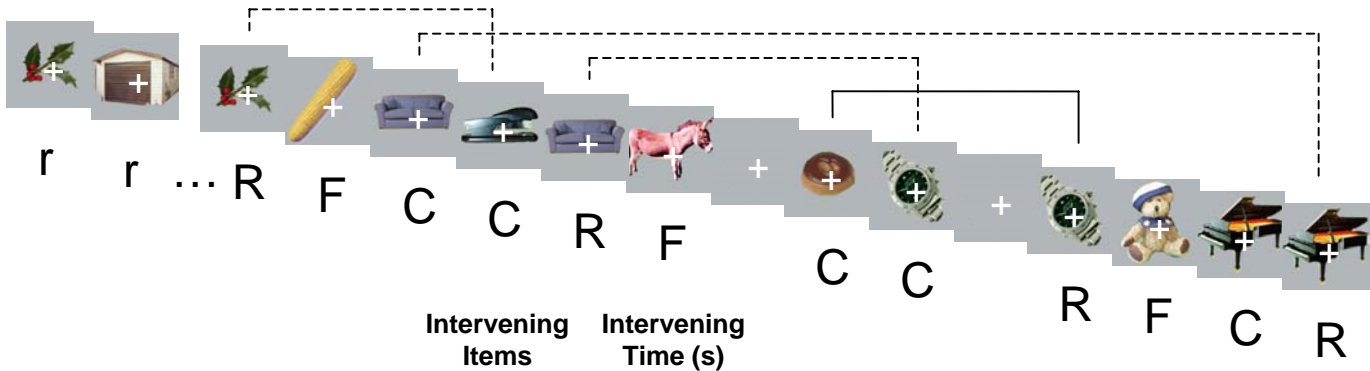 r r ... R F C C R F C C R F C R
Intervening Items
Intervening Time (s)